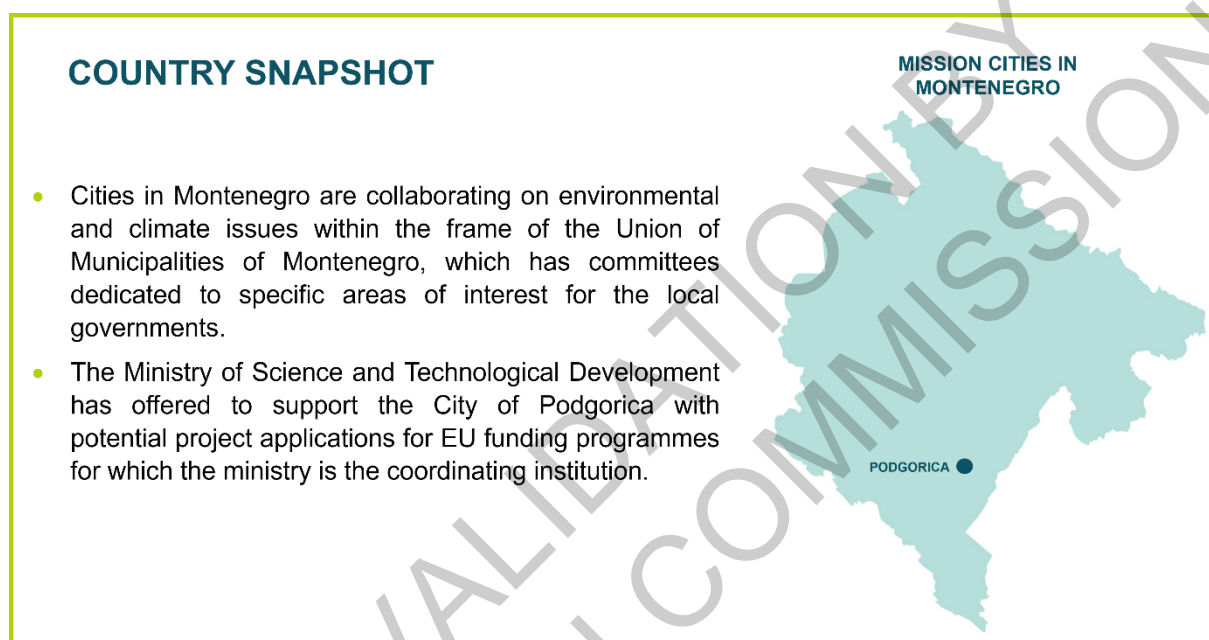 COUNTRY SNAPSHOT
MISSION CITIES IN
MONTENEGRO
• Cities in Montenegro are collaborating on environmental
and climate issues within the frame of the Union of
Municipalities of Montenegro, which has committees
dedicated to specific areas of interest for the local
governments.
• The Ministry of Science and Technological Development
has offered to support the City of Podgorica with
potential project applications for EU funding programmes
for which the ministry is the coordinating institution.
PODGORICA
VALIDATION BY
COMMISSION